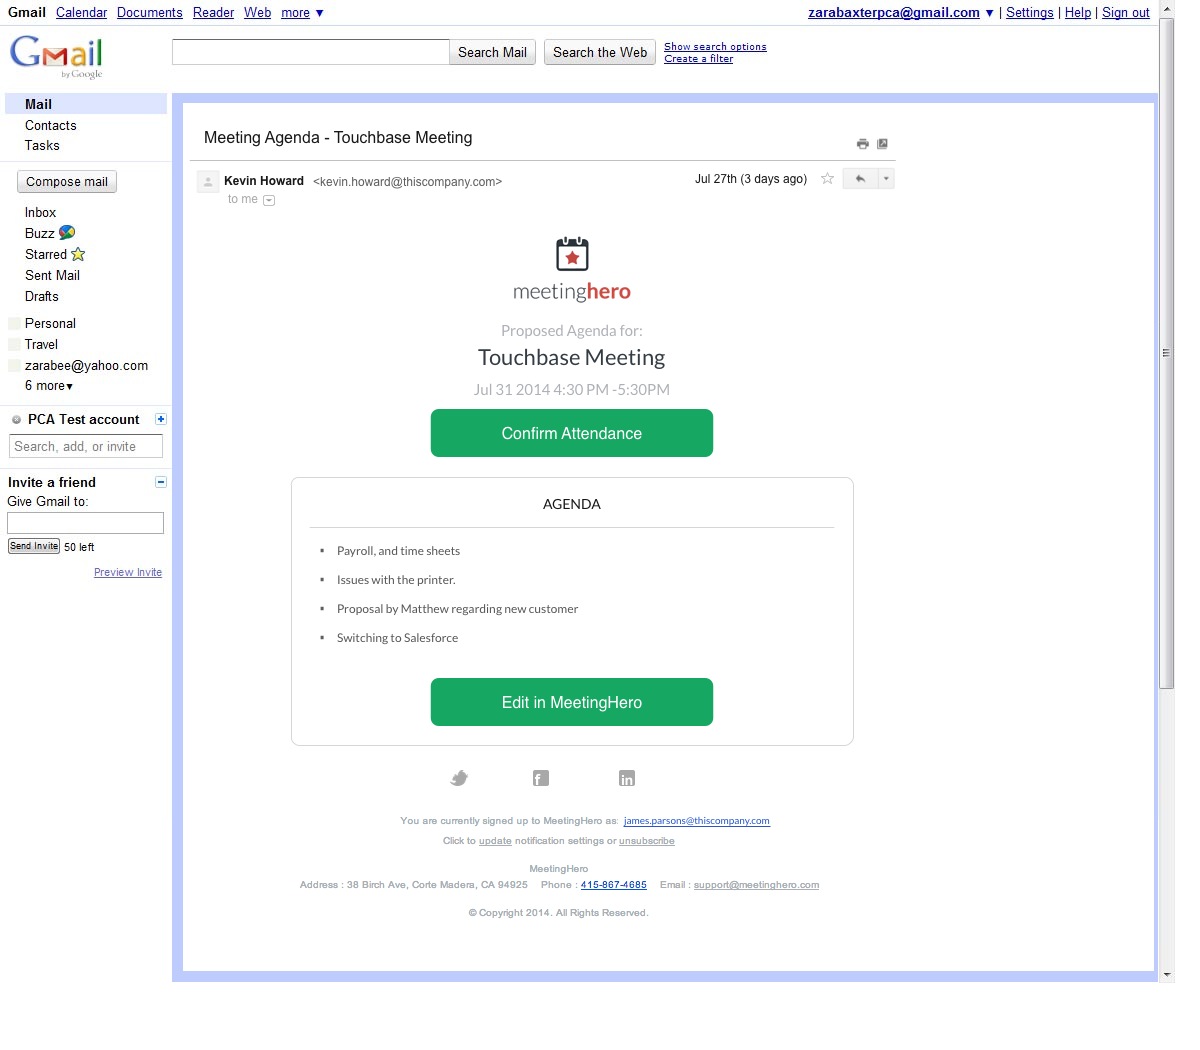 Gmail Calendar Documents Reader Web more ▼ zarabaxterpca@gmail.com ▼ | Settings | Help | Sign out
Gmail
by Google
Search Mail Search the Web Show search options
Create a filter
Mail
Contacts
Tasks
Compose mail
Inbox
Buzz
Starred
Sent Mail
Drafts
Personal
Travel
zarabee@yahoo.com
6 more▾
PCA Test account
Search, add, or invite
Invite a friend
Give Gmail to:
Send Invite 50 left
Preview Invite
Meeting Agenda - Touchbase Meeting
Kevin Howard <kevin.howard@thiscompany.com> Jul 27th (3 days ago)
to me
meetinghero
Proposed Agenda for:
Touchbase Meeting
Jul 31 2014 4:30 PM -5:30PM
Confirm Attendance
AGENDA
▪ Payroll, and time sheets
▪ Issues with the printer.
▪ Proposal by Matthew regarding new customer
▪ Switching to Salesforce
Edit in MeetingHero
f
in
You are currently signed up to MeetingHero as: james.parsons@thiscompany.com
Click to update notification settings or unsubscribe
MeetingHero
Address : 38 Birch Ave, Corte Madera, CA 94925 Phone : 415-867-4685 Email : support@meetinghero.com
© Copyright 2014. All Rights Reserved.